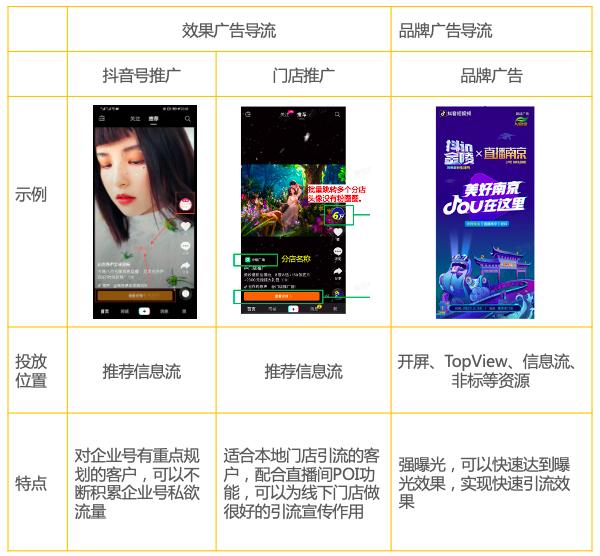 效果广告导流
品牌广告导流
抖音号推广
门店推广
品牌广告
示例
关注 推荐
关注 推荐
批量跳转多个分店
头像没有粉圈圈。
分店名称
抖音短视频
抖in
金陵
×直播南京
美好南京
dou在这里
投放
位置
推荐信息流
推荐信息流
开屏、TopView、信息流、
非标等资源
特点
对企业号有重点规
划的客户，可以不
断积累企业号私欲
流量
适合本地门店引流的客
户，配合直播间POI功
能，可以为线下门店做
很好的引流宣传作用
强曝光，可以快速达到曝
光效果，实现快速引流效
果